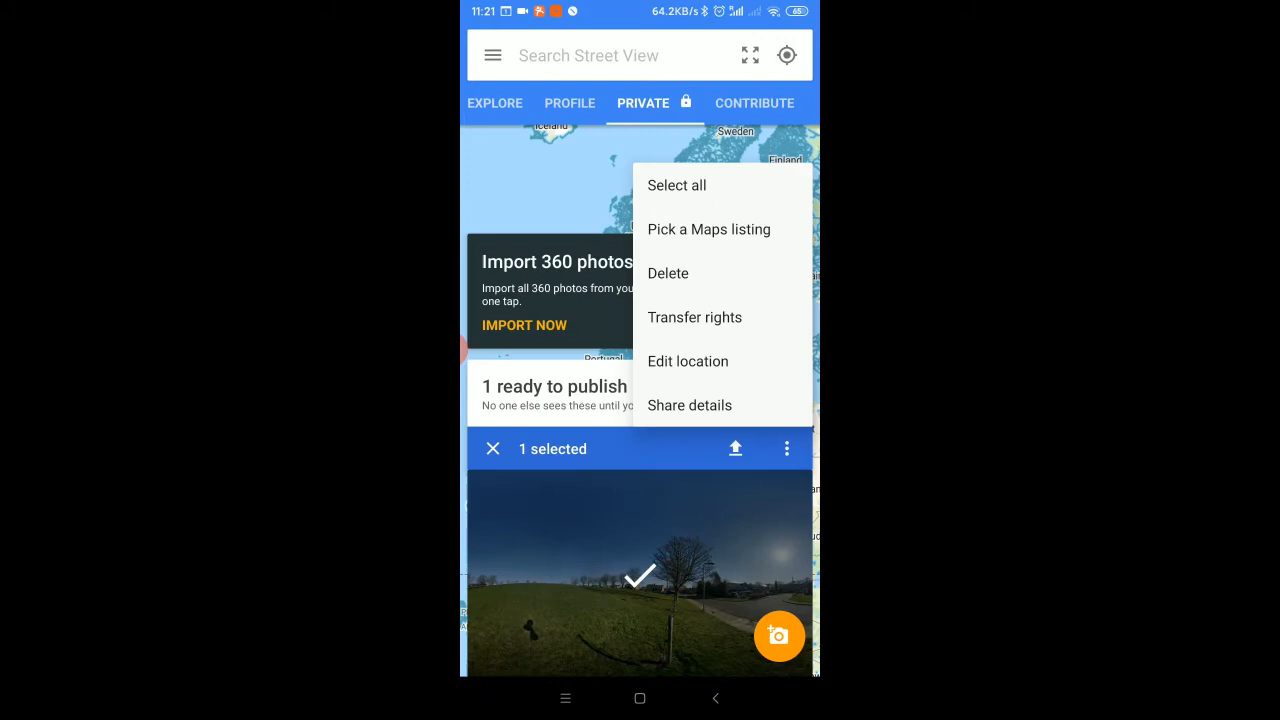 11:21
64.2KB/s
65
Search Street View
EXPLORE PROFILE PRIVATE CONTRIBUTE
Iceland
Sweden
Finland
Select all
Pick a Maps listing
Delete
Transfer rights
Edit location
Share details
Import 360 photos
Import all 360 photos from you
one tap.
IMPORT NOW
Portugal
1 ready to publish
No one else sees these until yo
1 selected